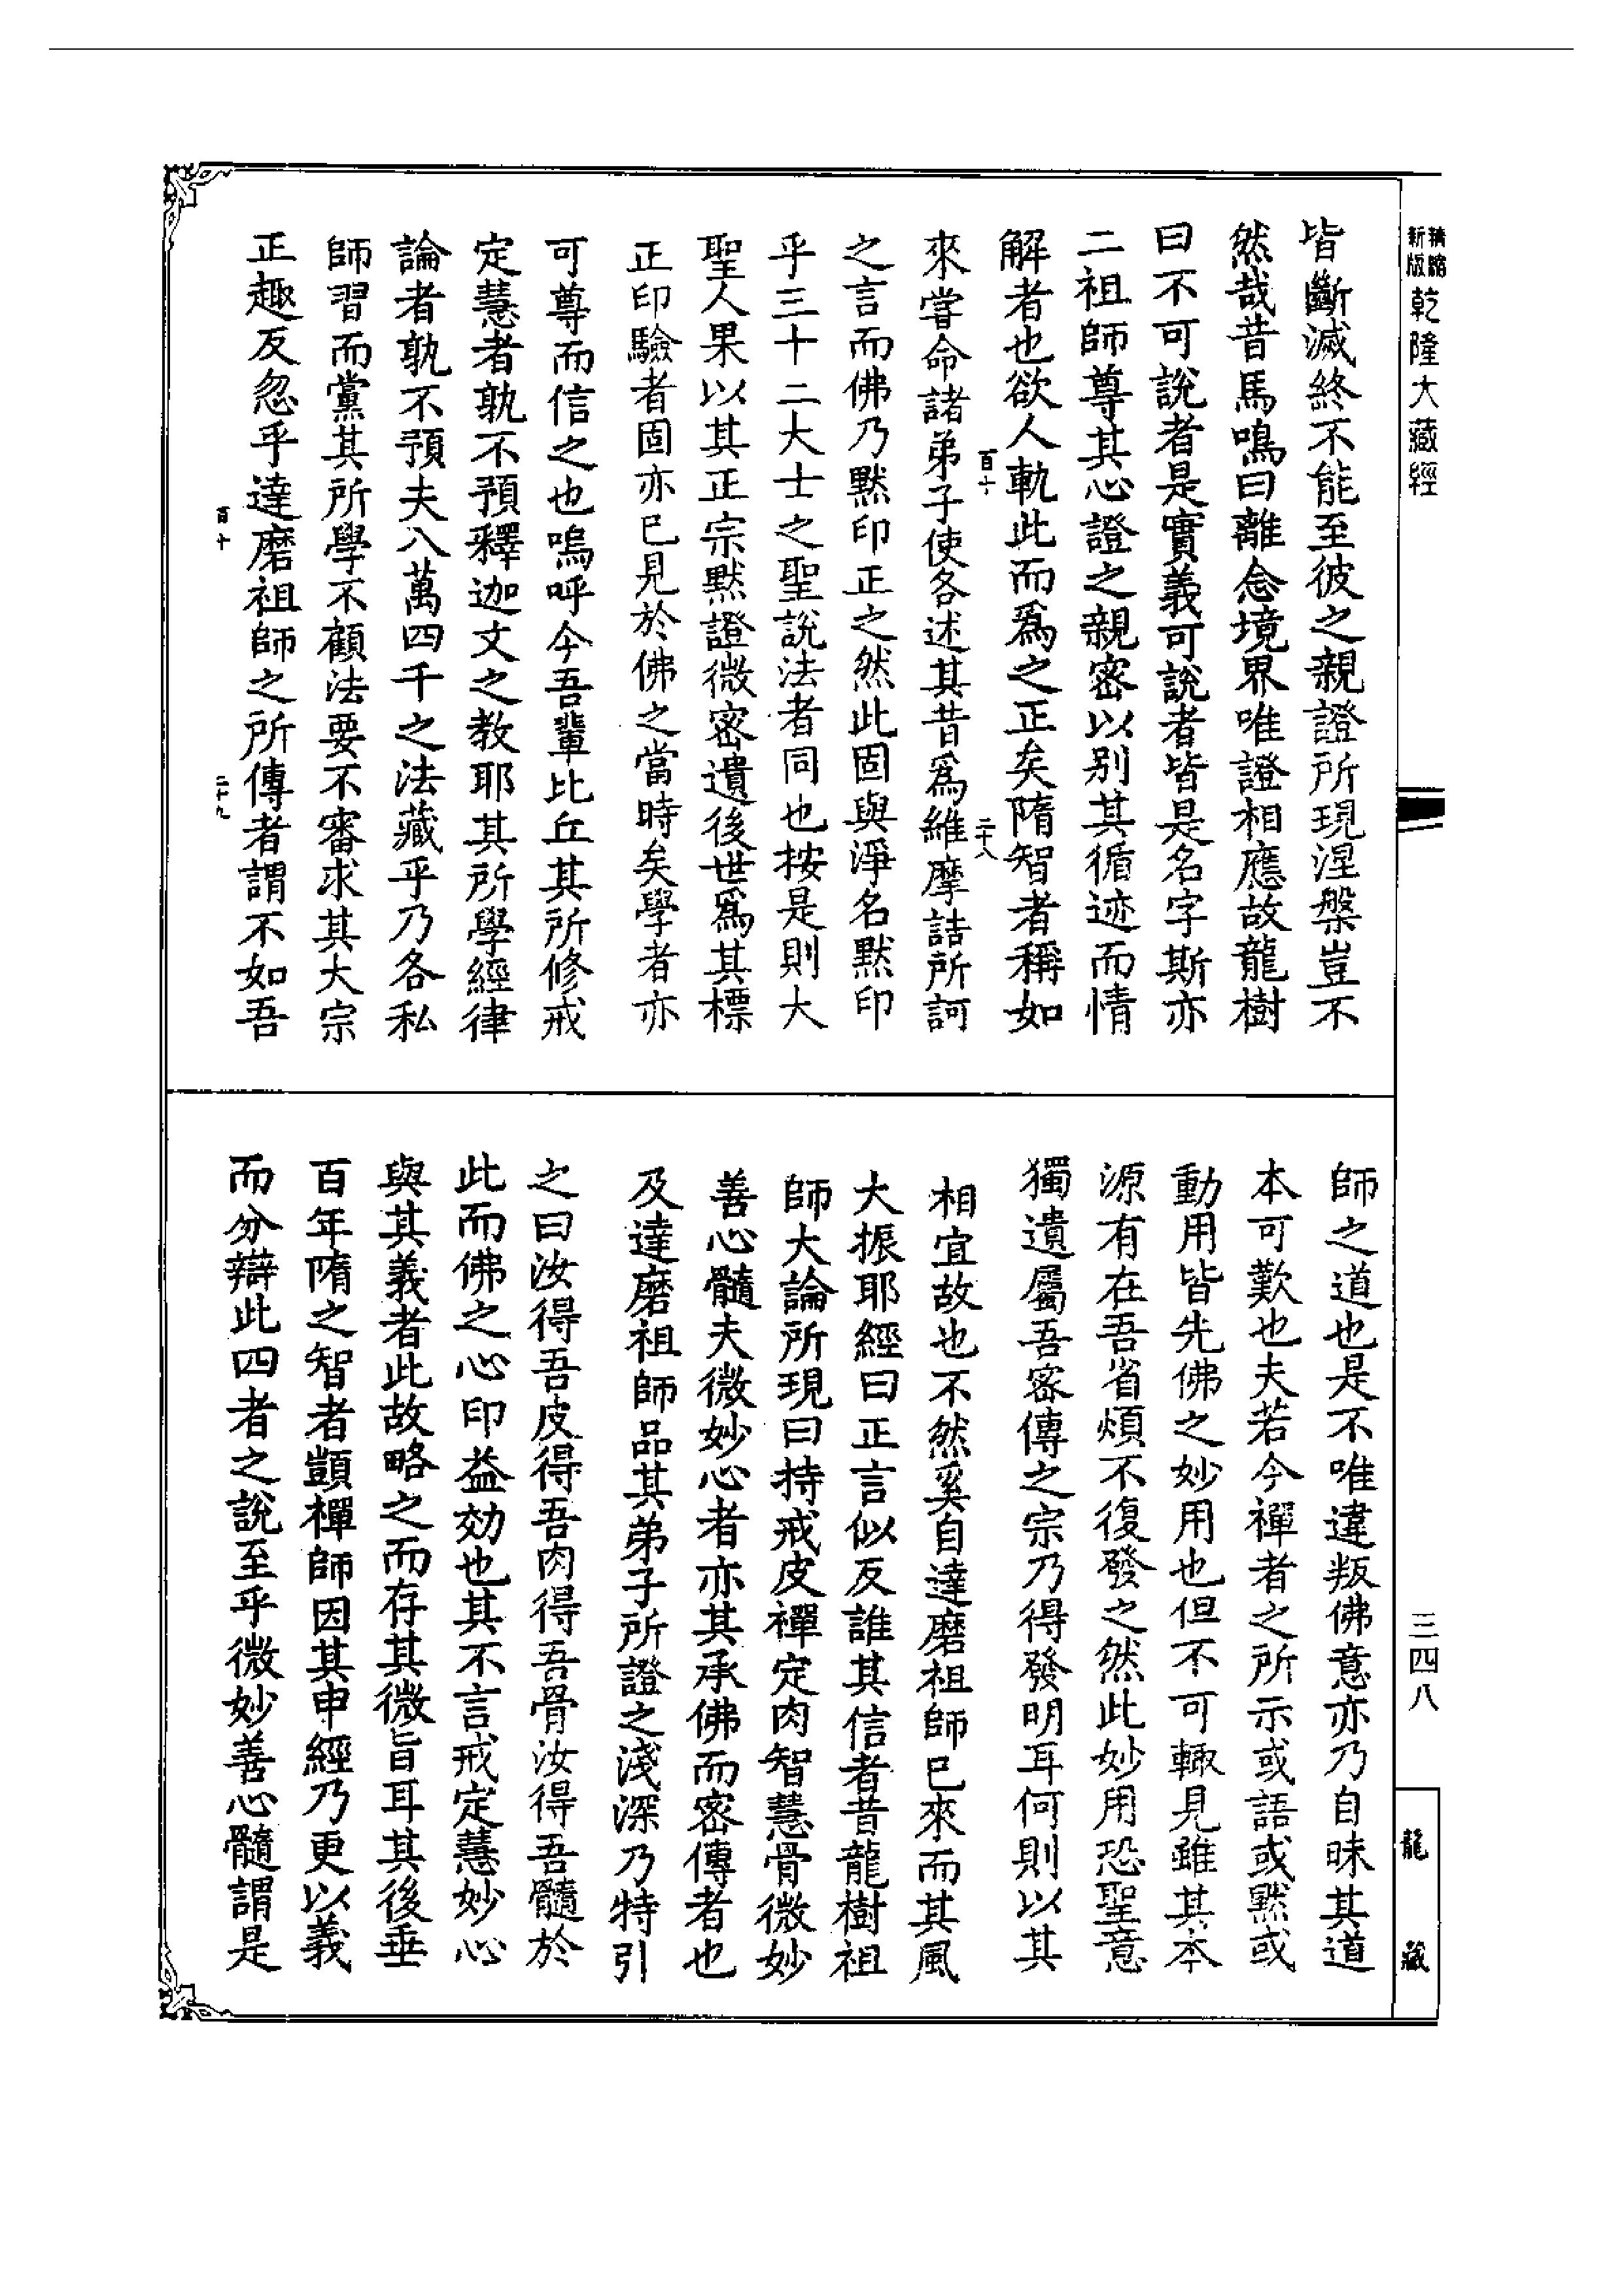 精縮
新版
乾隆大藏經
皆斷滅終不能至彼之親證所現涅槃豈不
然哉昔馬鳴曰離念境界唯證相應故龍樹
曰不可說者是實義可說者皆是名字斯亦
二祖師尊其心證之親密以別其循迹而情
解者也欲人軌此而爲之正矣隋智者稱如
百十
二十八
來嘗命諸弟子使各述其昔爲維摩詰所訶
之言而佛乃默印正之然此固與淨名默印
乎三十二大士之聖說法者同也按是則大
聖人果以其正宗默證微密遺後世爲其標
正印驗者固亦已見於佛之當時矣學者亦
可尊而信之也嗚呼今吾輩比丘其所修戒
定慧者孰不預釋迦文之教耶其所學經律
論者孰不預夫八萬四千之法藏乎乃各私
師習而黨其所學不顧法要不審求其大宗
正趣反忽乎達磨祖師之所傳者謂不如吾
百十
二十九
師之道也是不唯違叛佛意亦乃自昧其道
本可歎也夫若今禪者之所示或語或默或
動用皆先佛之妙用也但不可輙見雖其本
源有在吾省煩不復發之然此妙用恐聖意
獨遺屬吾密傳之宗乃得發明耳何則以其
相宜故也不然奚自達磨祖師已來而其風
大振耶經曰正言似反誰其信者昔龍樹祖
師大論所現曰持戒皮禪定肉智慧骨微妙
善心髓夫微妙心者亦其承佛而密傳者也
及達磨祖師品其弟子所證之淺深乃特引
之曰汝得吾皮得吾肉得吾骨汝得吾髓於
此而佛之心印益効也其不言戒定慧妙心
與其義者此故略之而存其微旨耳其後垂
百年隋之智者顗禪師因其申經乃更以義
而分辯此四者之說至乎微妙善心髓謂是
三四八
龍藏